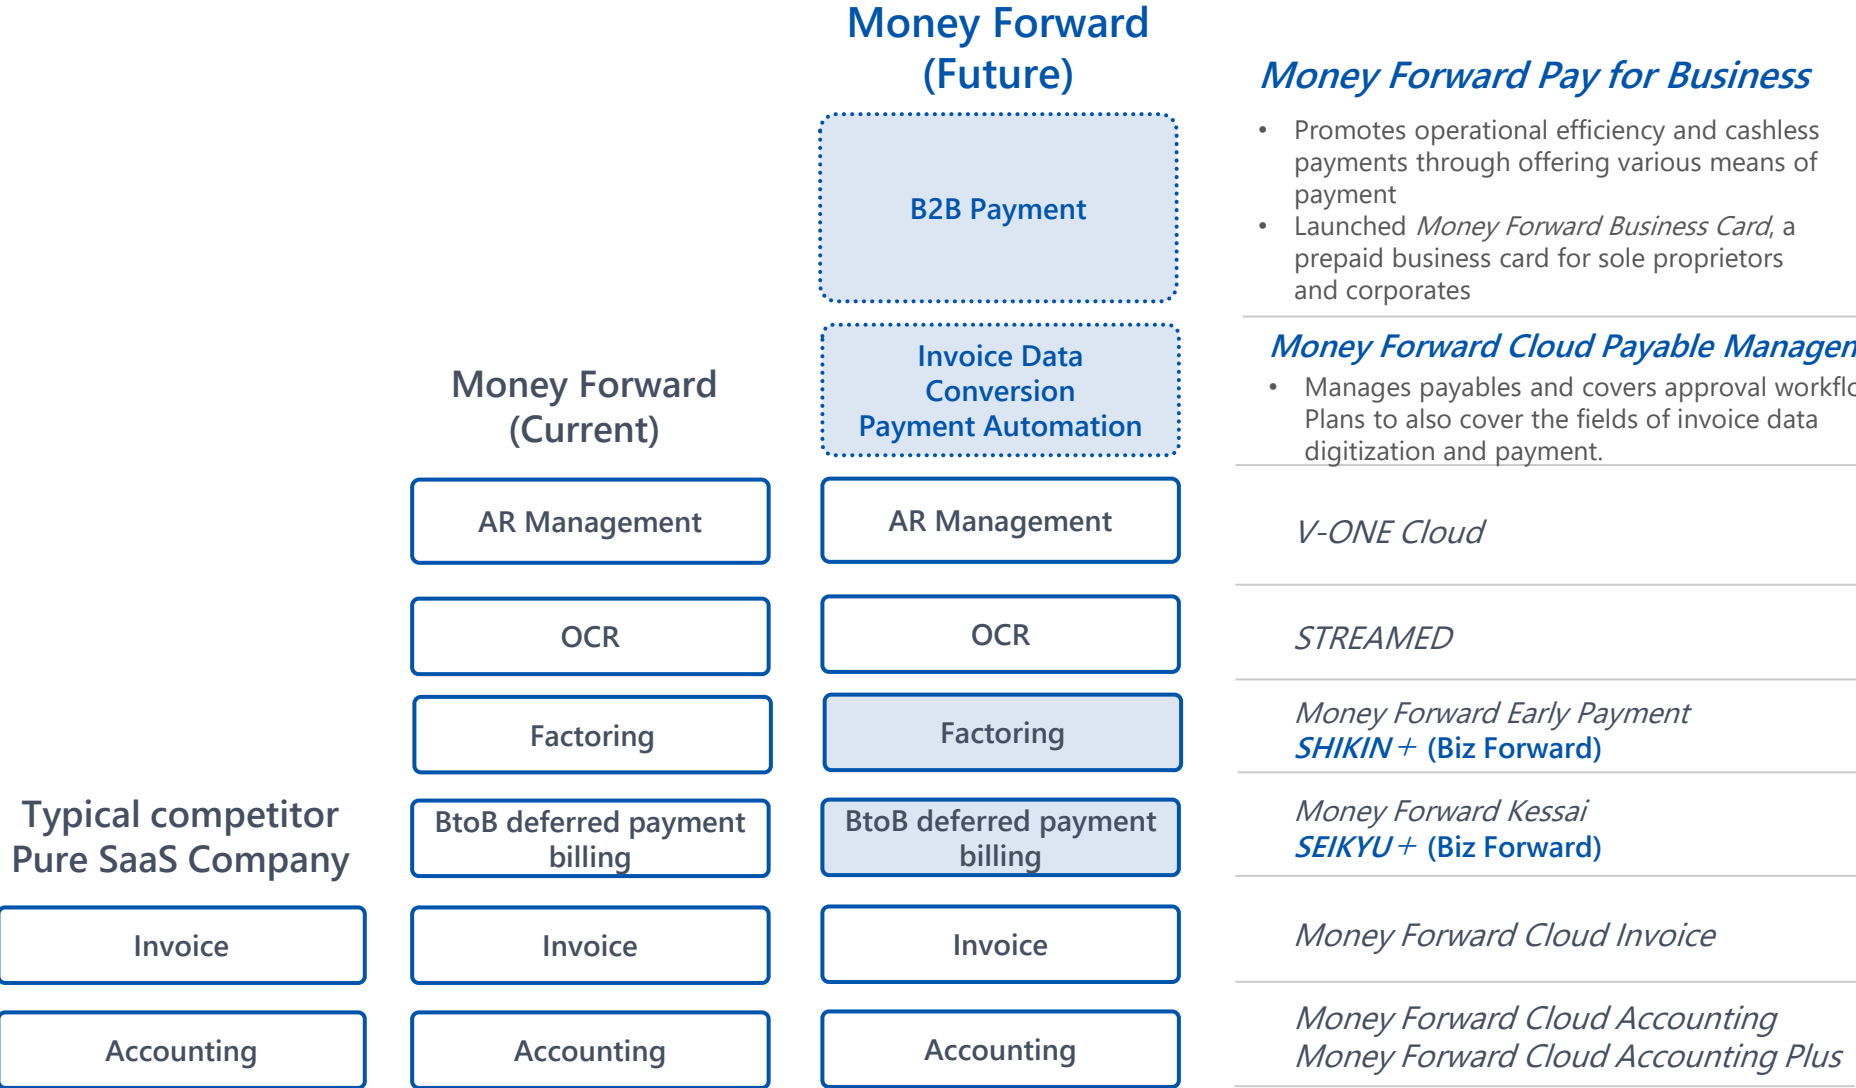 Money Forward
(Future)
B2B Payment
Invoice Data
Conversion
Payment Automation
AR Management
OCR
Factoring
BtoB deferred payment
billing
Invoice
Accounting
Money Forward
(Current)
AR Management
OCR
Factoring
BtoB deferred payment
billing
Invoice
Accounting
Typical competitor
Pure SaaS Company
Invoice
Accounting
Money Forward Pay for Business
• Promotes operational efficiency and cashless
payments through offering various means of
payment
• Launched Money Forward Business Card, a
prepaid business card for sole proprietors
and corporates
Money Forward Cloud Payable Managem
• Manages payables and covers approval workflo
Plans to also cover the fields of invoice data
digitization and payment.
V-ONE Cloud
STREAMED
Money Forward Early Payment
SHIKIN＋ (Biz Forward)
Money Forward Kessai
SEIKYU＋ (Biz Forward)
Money Forward Cloud Invoice
Money Forward Cloud Accounting
Money Forward Cloud Accounting Plus